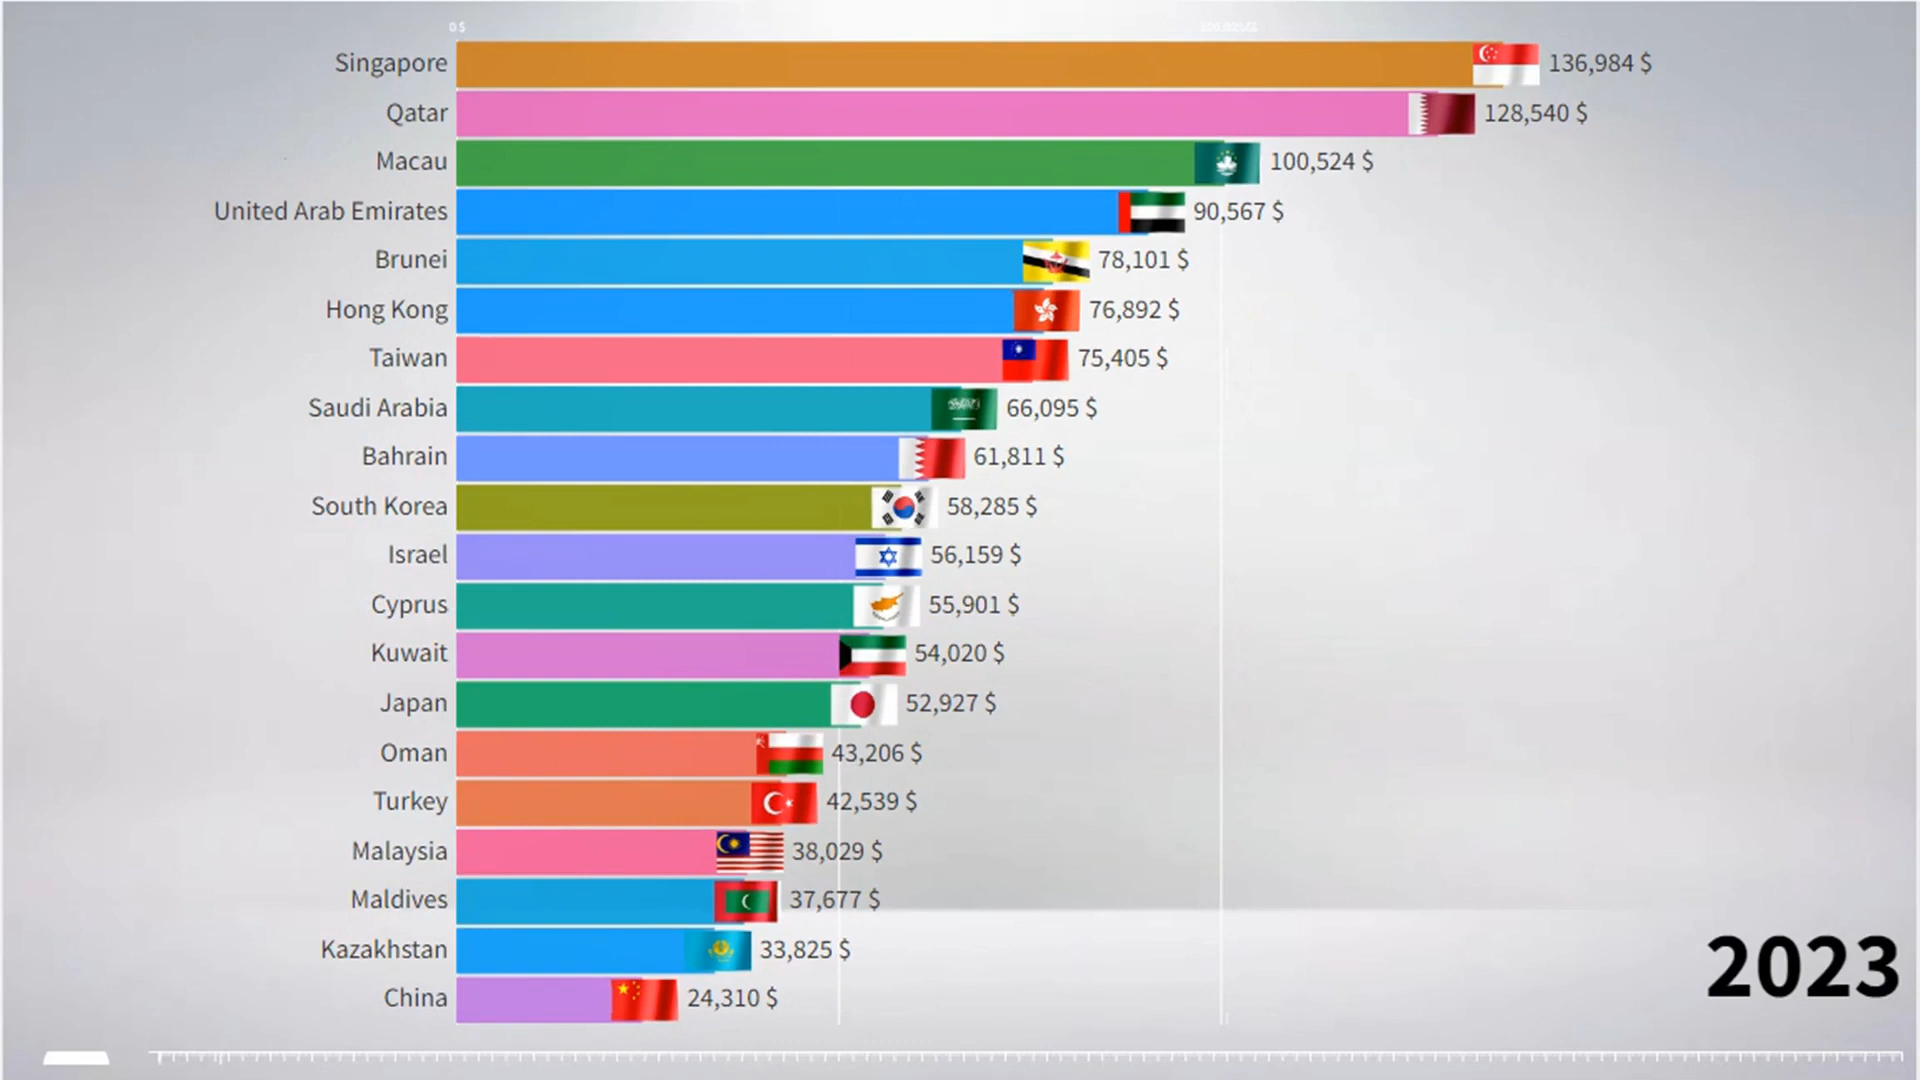 0 $
Singapore 136,984 $
Qatar 128,540 $
Macau 100,524 $
United Arab Emirates 90,567 $
Brunei 78,101 $
Hong Kong 76,892 $
Taiwan 75,405 $
Saudi Arabia 66,095 $
Bahrain 61,811 $
South Korea 58,285 $
Israel 56,159 $
Cyprus 55,901 $
Kuwait 54,020 $
Japan 52,927 $
Oman 43,206 $
Turkey 42,539 $
Malaysia 38,029 $
Maldives 37,677 $
Kazakhstan 33,825 $
China 24,310 $
2023